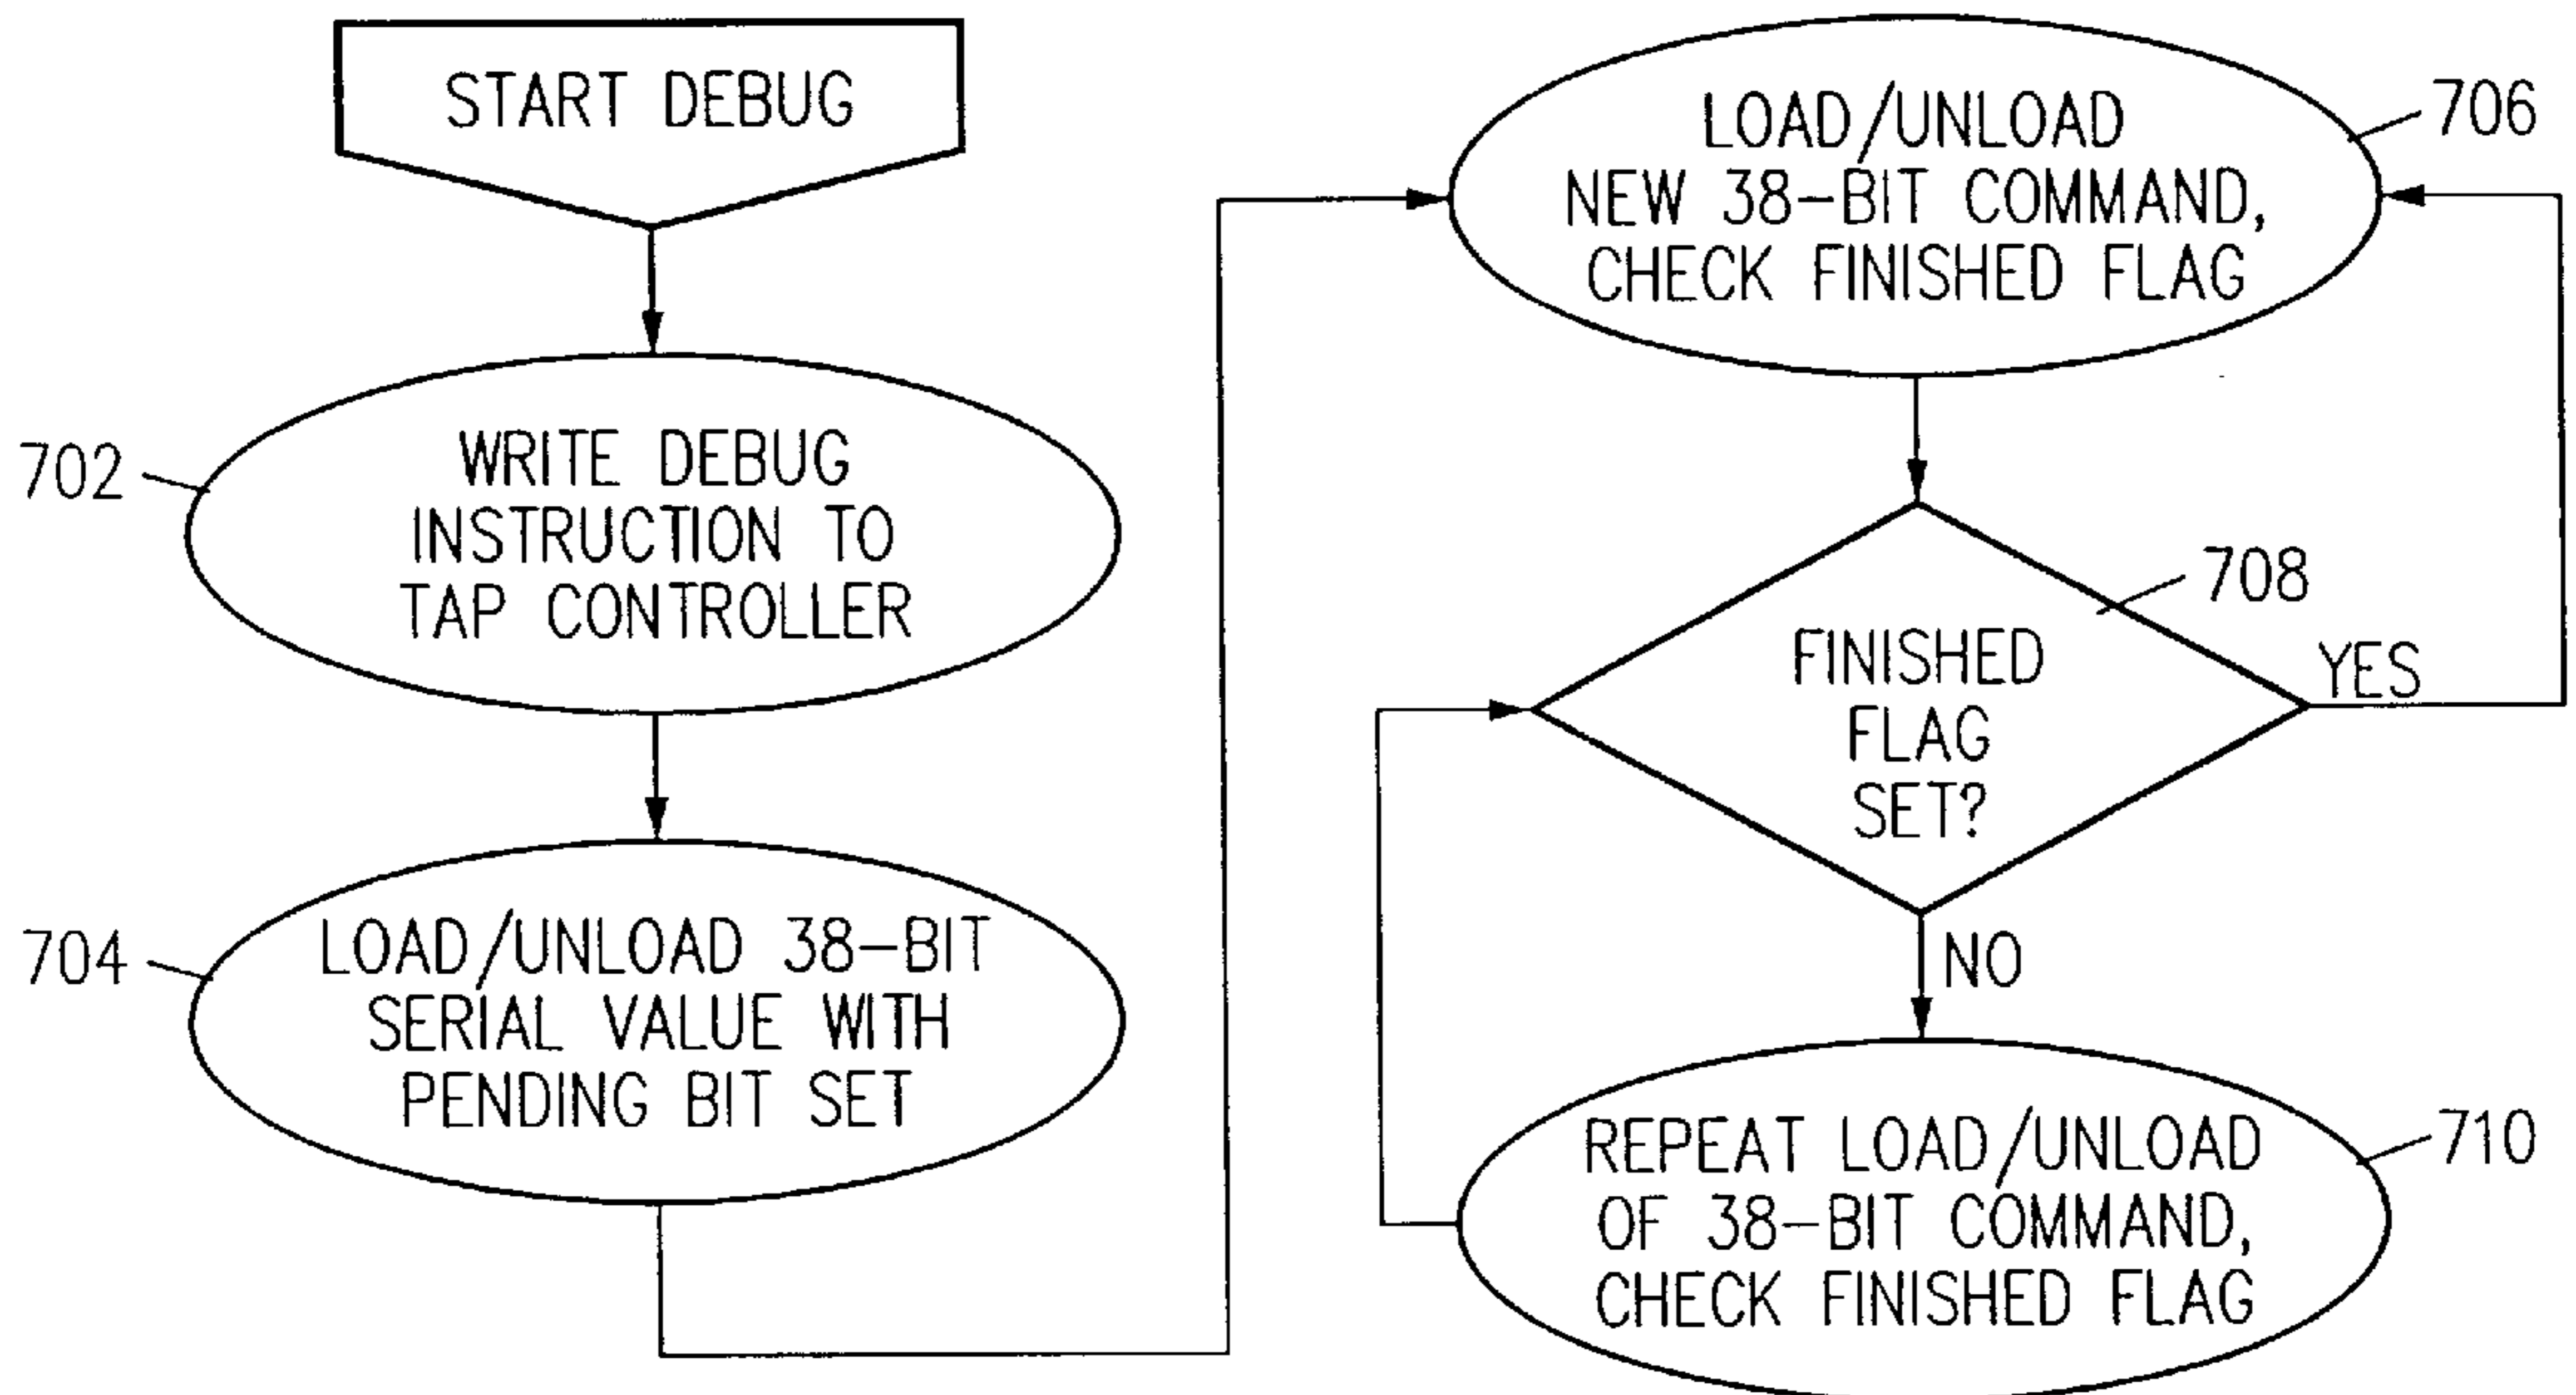 START DEBUG
702
WRITE DEBUG
INSTRUCTION TO
TAP CONTROLLER
704
LOAD/UNLOAD 38-BIT
SERIAL VALUE WITH
PENDING BIT SET
706
LOAD/UNLOAD
NEW 38-BIT COMMAND,
CHECK FINISHED FLAG
708
FINISHED
FLAG
SET?
YES
NO
710
REPEAT LOAD/UNLOAD
OF 38-BIT COMMAND,
CHECK FINISHED FLAG